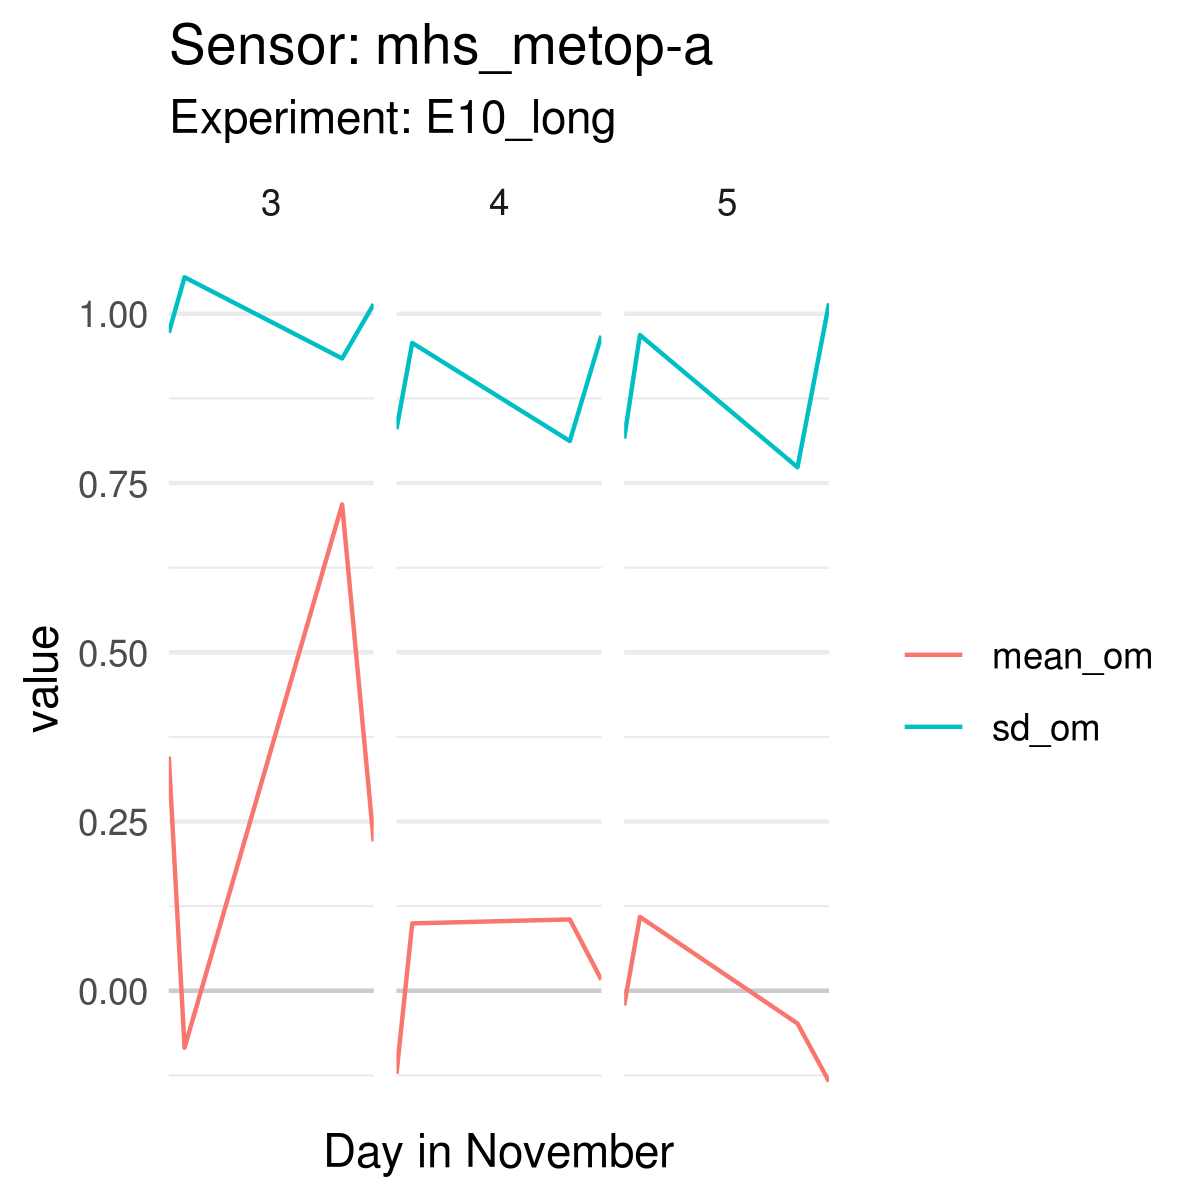 Sensor: mhs_metop-a
Experiment: E10_long
3 4 5
1.00
0.75
0.50
0.25
0.00
value
mean_om
sd_om
Day in November